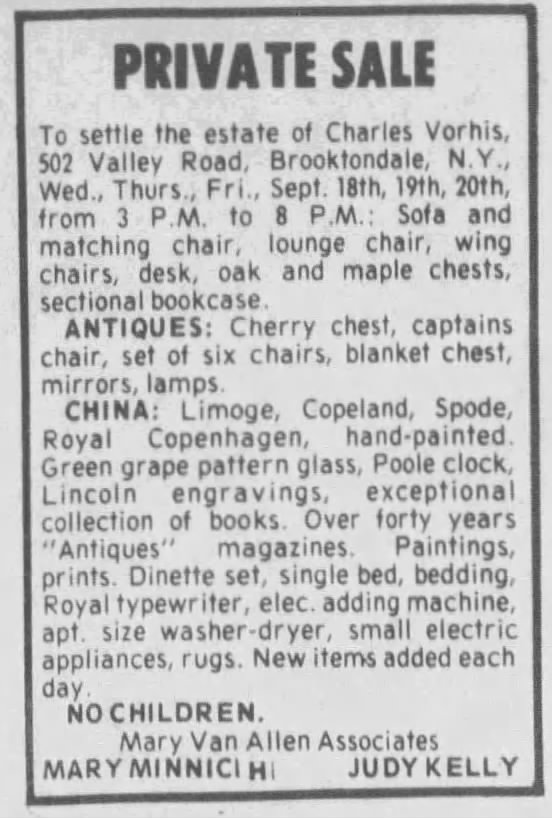 PRIVATE SALE
To settle the estate of Charles Vorhis,
502 Valley Road, Brooktondale, N.Y.,
Wed., Thurs., Fri., Sept. 18th, 19th, 20th,
from 3 P.M. to 8 P.M.: Sofa and
matching chair, lounge chair, wing
chairs, desk, oak and maple chests,
sectional bookcase.
ANTIQUES: Cherry chest, captains
chair, set of six chairs, blanket chest,
mirrors, lamps.
CHINA: Limoge, Copeland, Spode,
Royal Copenhagen, hand-painted.
Green grape pattern glass, Poole clock,
Lincoln engravings, exceptional
collection of books. Over forty years
"Antiques" magazines. Paintings,
prints. Dinette set, single bed, bedding,
Royal typewriter, elec. adding machine,
apt. size washer-dryer, small electric
appliances, rugs. New items added each
day.
NO CHILDREN.
Mary Van Allen Associates
MARY MINNICI JUDY KELLY